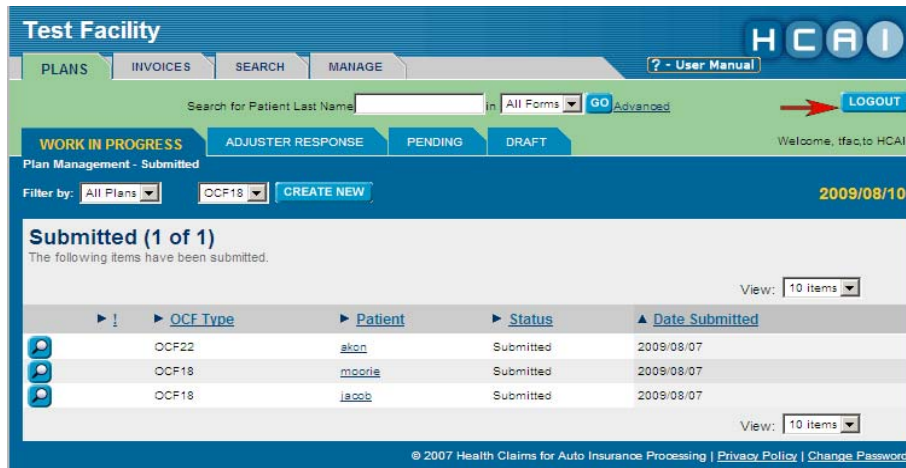 Test Facility
HCAI
PLANS INVOICES SEARCH MANAGE
? - User Manual
Search for Patient Last Name in All Forms GO Advanced
LOGOUT
WORK IN PROGRESS ADJUSTER RESPONSE PENDING DRAFT
Welcome, tfac,to HCAI
Plan Management - Submitted
Filter by: All Plans OCF18 CREATE NEW
2009/08/10
Submitted (1 of 1)
The following items have been submitted.
View: 10 items
! OCF Type Patient Status Date Submitted
OCF22 akon Submitted 2009/08/07
OCF18 moorie Submitted 2009/08/07
OCF18 jacob Submitted 2009/08/07
View: 10 items
© 2007 Health Claims for Auto Insurance Processing | Privacy Policy | Change Password